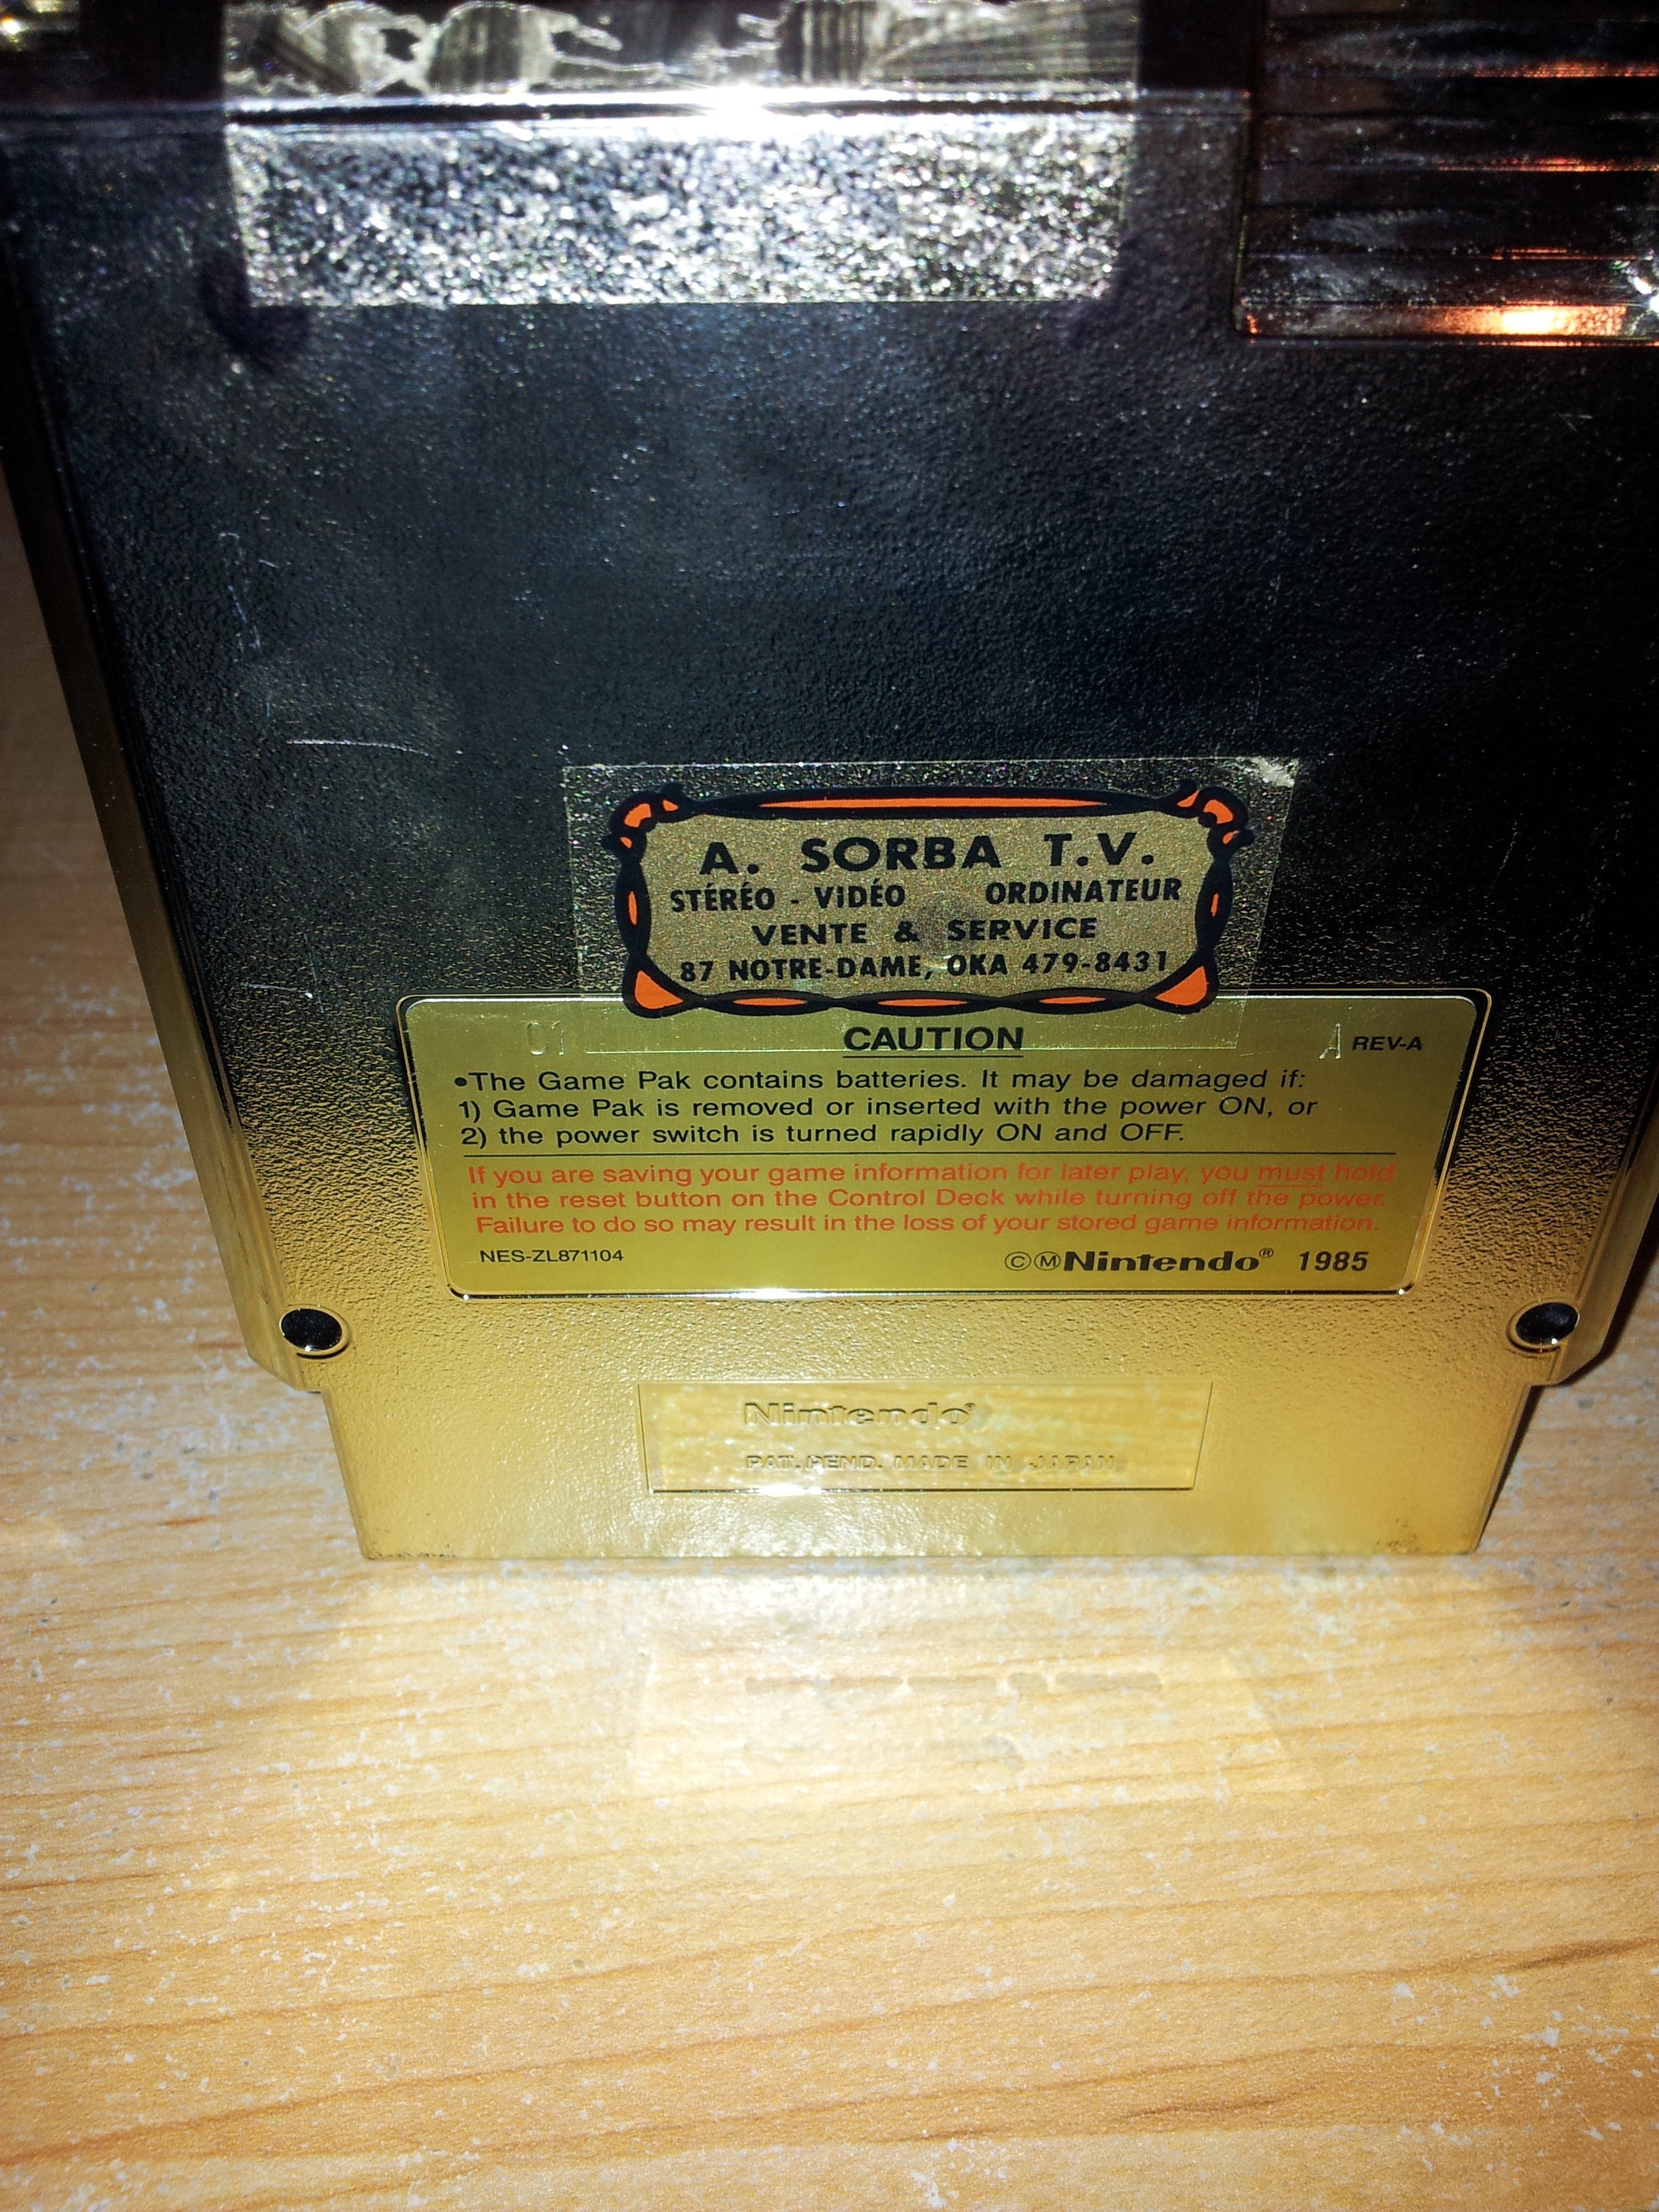 A. SORBA T.V.
STÉRÉO - VIDÉO ORDINATEUR
VENTE & SERVICE
87 NOTRE-DAME, OKA 479-8431
01 CAUTION A REV-A
•The Game Pak contains batteries. It may be damaged if:
1) Game Pak is removed or inserted with the power ON, or
2) the power switch is turned rapidly ON and OFF.
If you are saving your game information for later play, you must hold
in the reset button on the Control Deck while turning off the power.
Failure to do so may result in the loss of your stored game information.
NES-ZL871104 ©ⓂNintendo® 1985
Nintendo®
PAT. PEND. MADE IN JAPAN